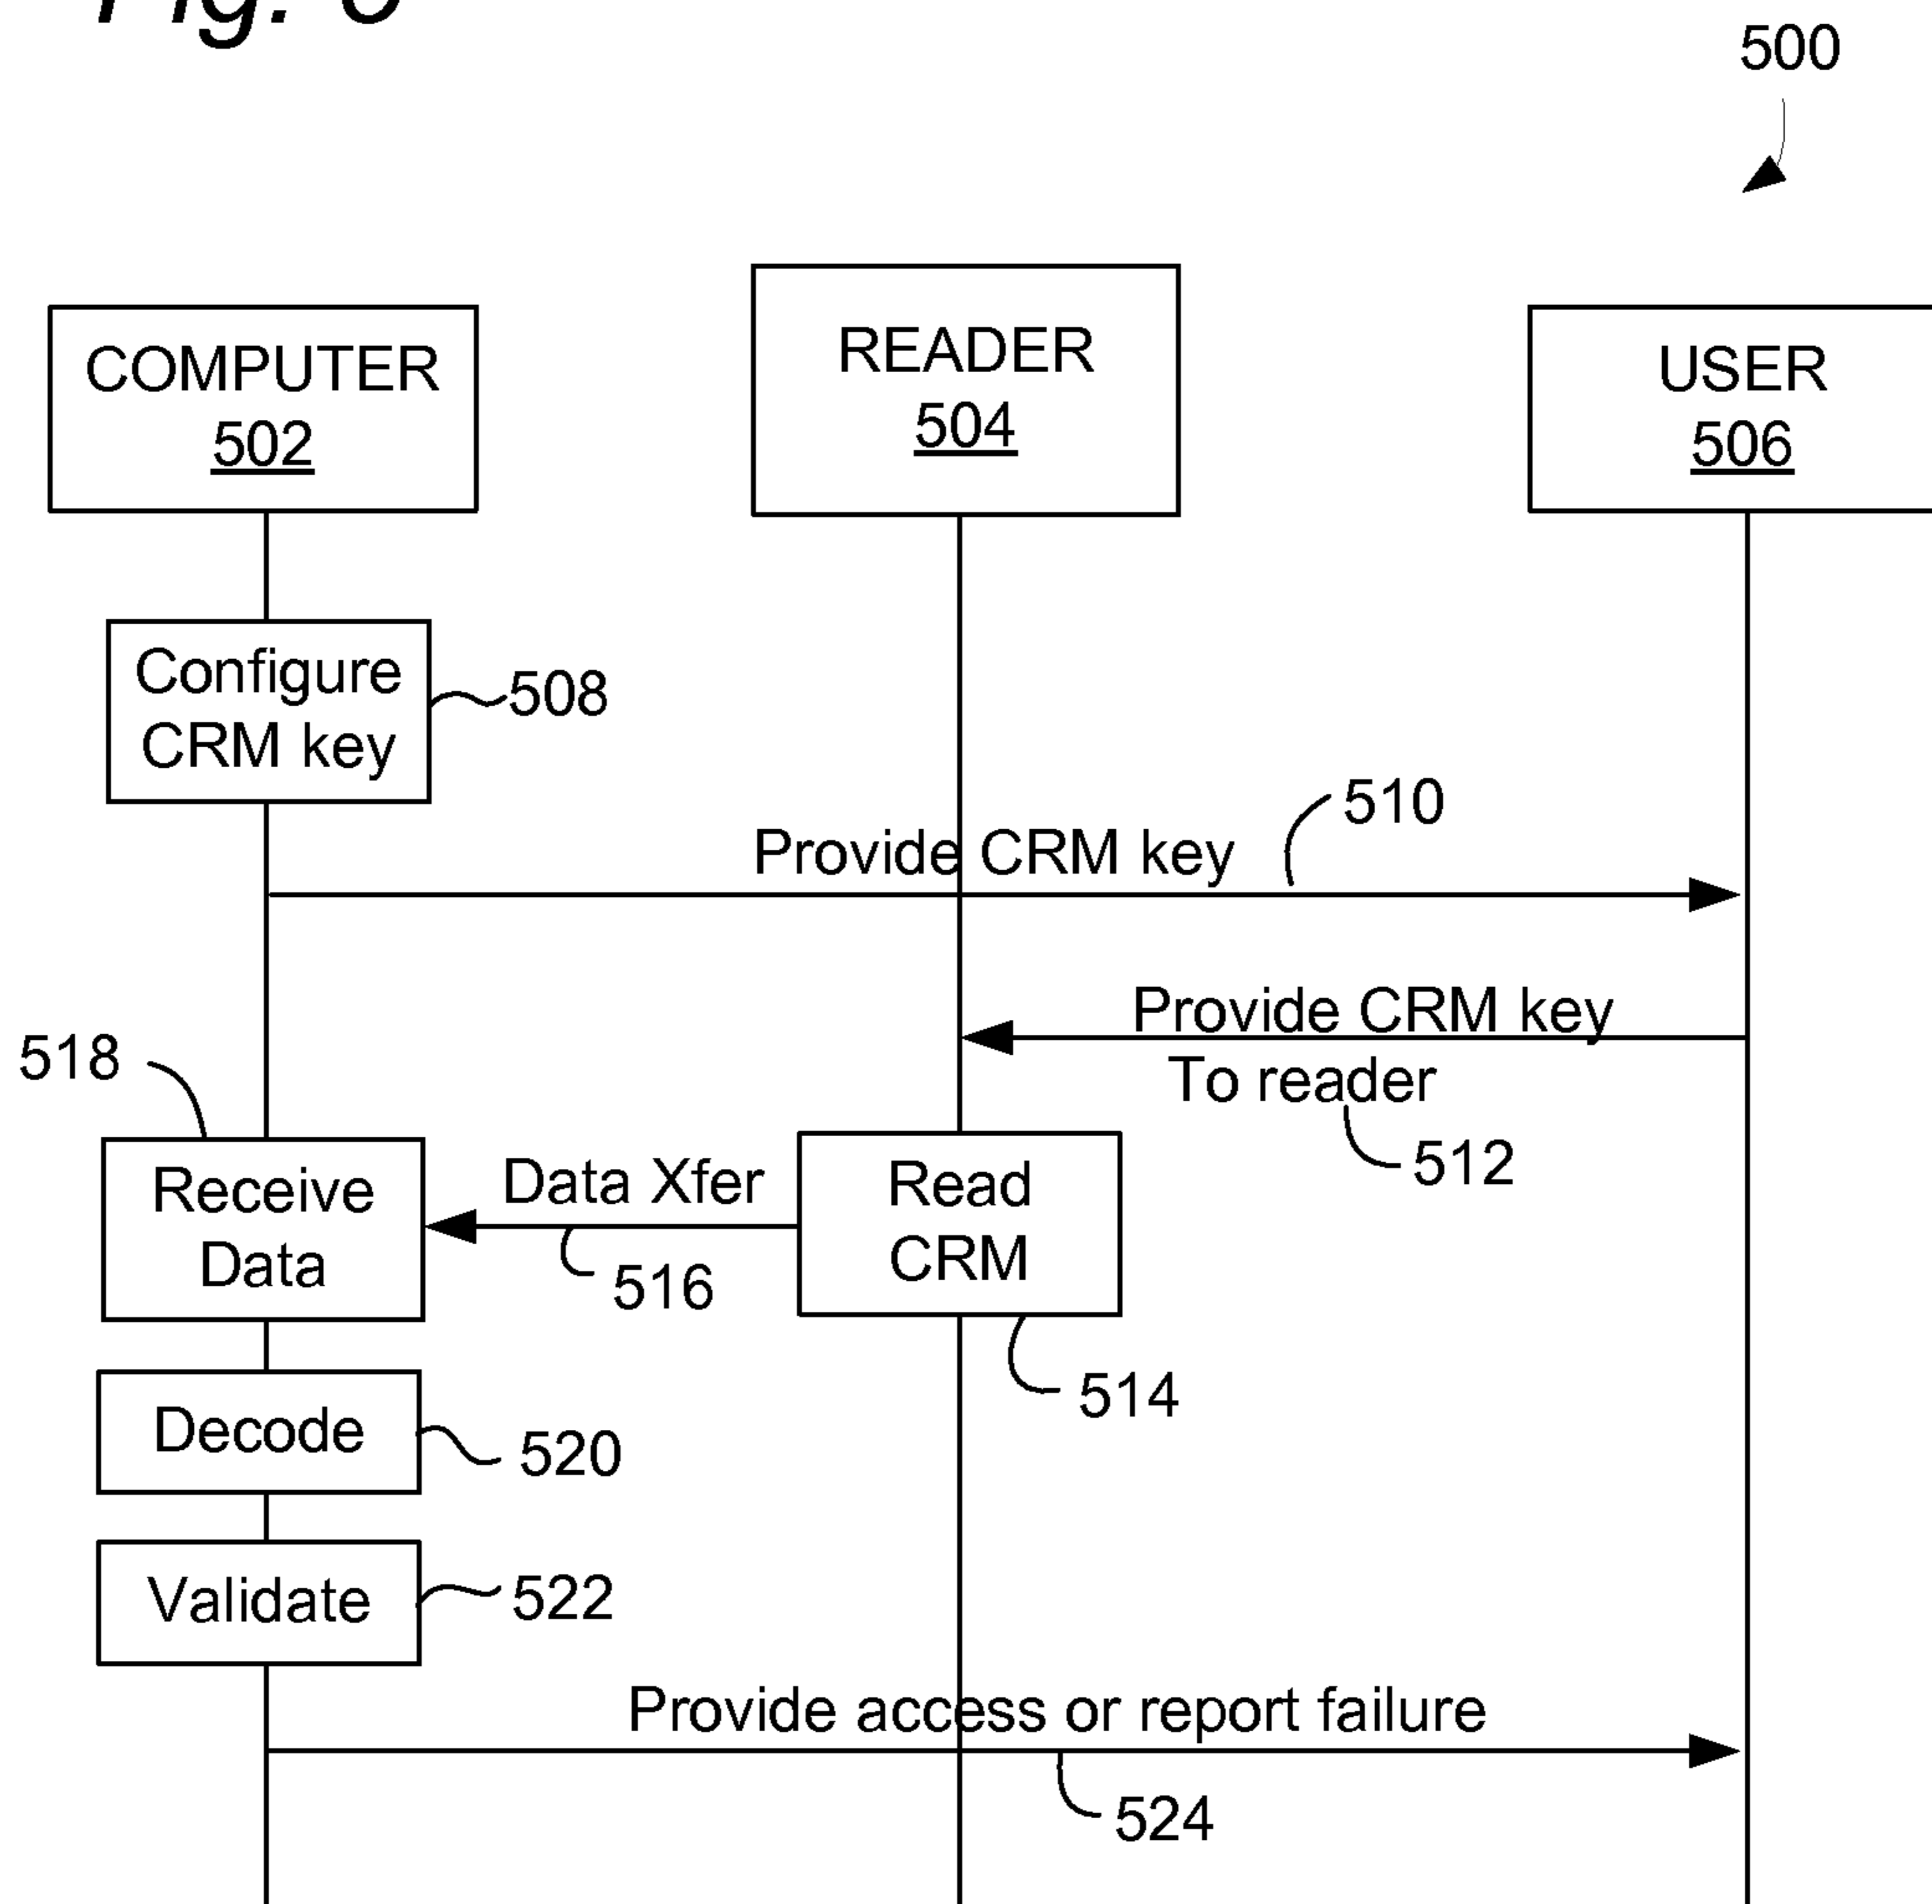 Fig.
500
COMPUTER
502
READER
504
USER
506
Configure
CRM key
508
510
Provide CRM key
Provide CRM key
To reader
512
518
Receive
Data
Data Xfer
516
Read
CRM
514
Decode
520
Validate
522
Provide access or report failure
524